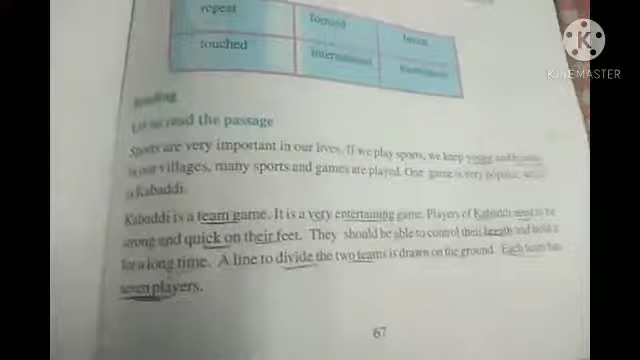 repeat formed
touched international
KINEMASTER
Reading
Let us read the passage
Sports are very important in our lives. If we play sports, we keep young and
in our villages, many sports and games are played. One game is very popular,
is Kabaddi.
Kabaddi is a team game. It is a very entertaining game. Players of Kabaddi need to be
strong and quick on their feet. They should be able to control their breath and hold it
for a long time. A line to divide the two teams is drawn on the ground. Each team has
seven players.
67